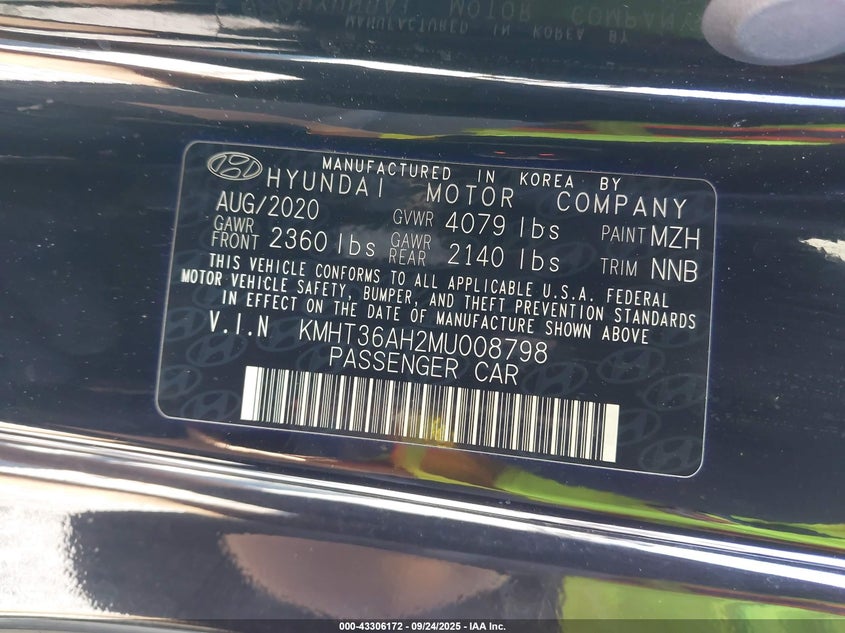 MANUFACTURED IN KOREA BY
HYUNDAI MOTOR COMPANY
AUG/2020 GVWR 4079 lbs PAINT MZH
GAWR FRONT 2360 lbs GAWR REAR 2140 lbs TRIM NNB
THIS VEHICLE CONFORMS TO ALL APPLICABLE U.S.A. FEDERAL
MOTOR VEHICLE SAFETY, BUMPER, AND THEFT PREVENTION STANDARDS
IN EFFECT ON THE DATE OF MANUFACTURE SHOWN ABOVE
V.I.N KMHT36AH2MU008798
PASSENGER CAR
000-43306172 - 09/24/2025 - IAA Inc.